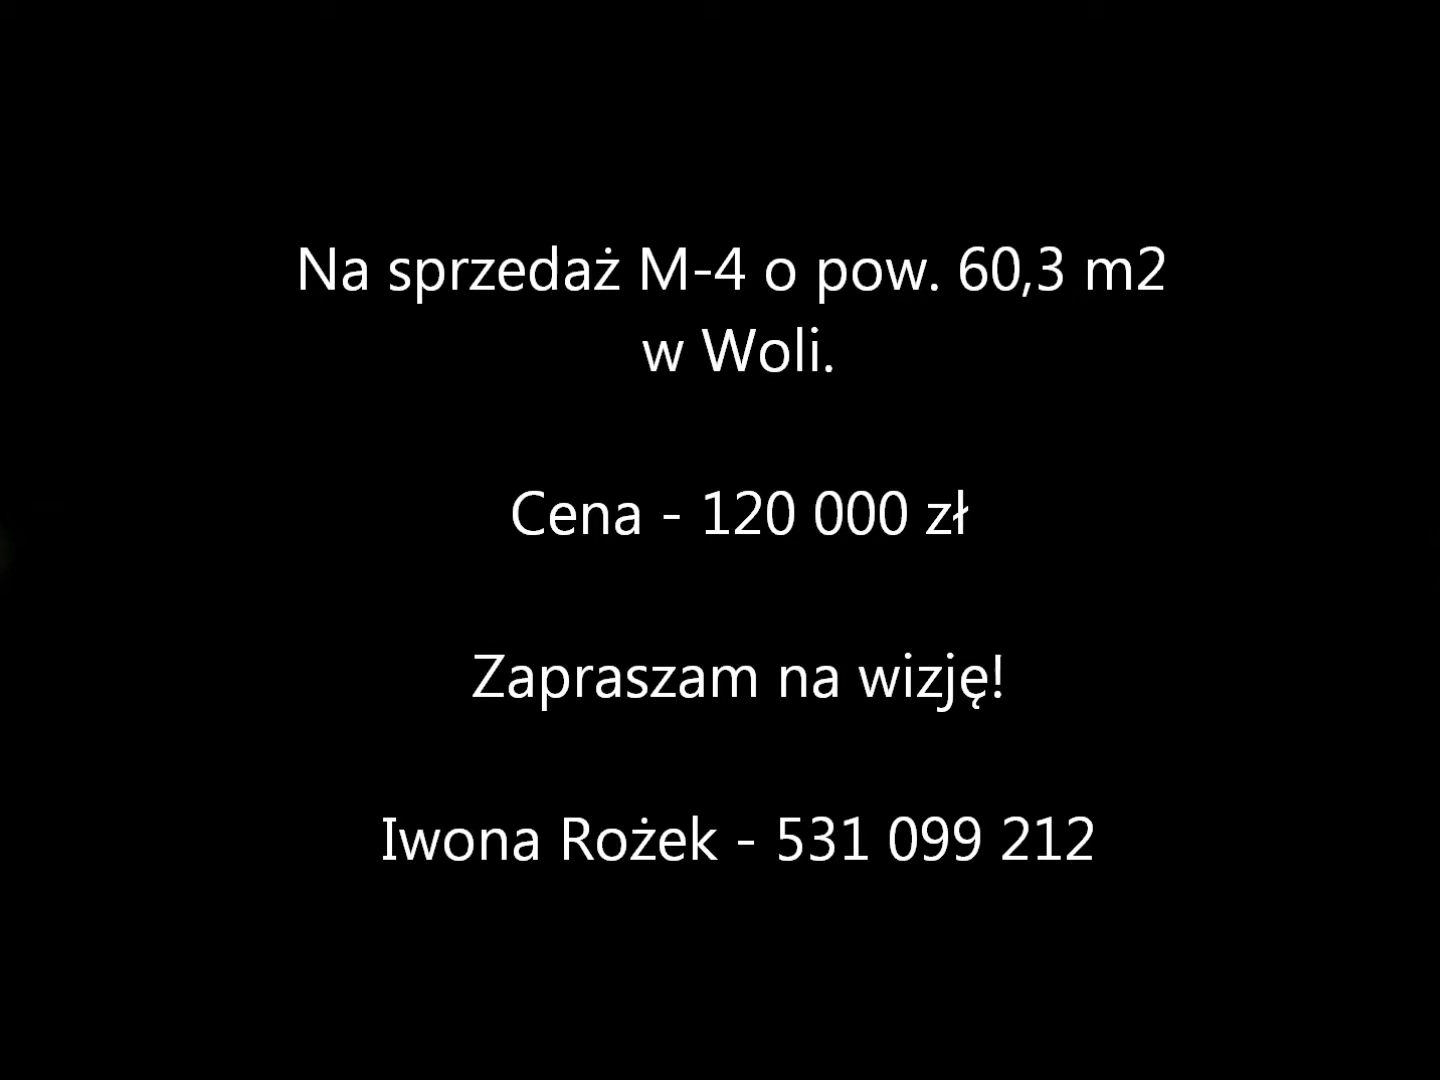 Na sprzedaż M-4 o pow. 60,3 m2
w Woli.
Cena - 120 000 zł
Zapraszam na wizję!
Iwona Rożek - 531 099 212